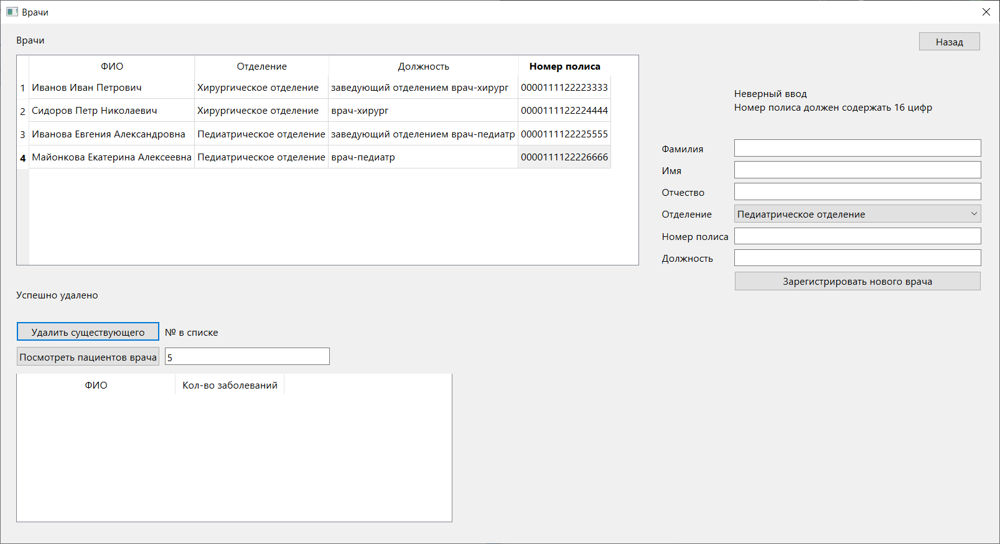 Врачи
Врачи
Назад
ФИО Отделение Должность Номер полиса
1 Иванов Иван Петрович Хирургическое отделение заведующий отделением врач-хирург 0000111122223333
2 Сидоров Петр Николаевич Хирургическое отделение врач-хирург 0000111122224444
3 Иванова Евгения Александровна Педиатрическое отделение заведующий отделением врач-педиатр 0000111122225555
4 Майонкова Екатерина Алексеевна Педиатрическое отделение врач-педиатр 0000111122226666
Неверный ввод
Номер полиса должен содержать 16 цифр
Фамилия
Имя
Отчество
Отделение Педиатрическое отделение
Номер полиса
Должность
Зарегистрировать нового врача
Успешно удалено
Удалить существующего № в списке
Посмотреть пациентов врача 5
ФИО Кол-во заболеваний